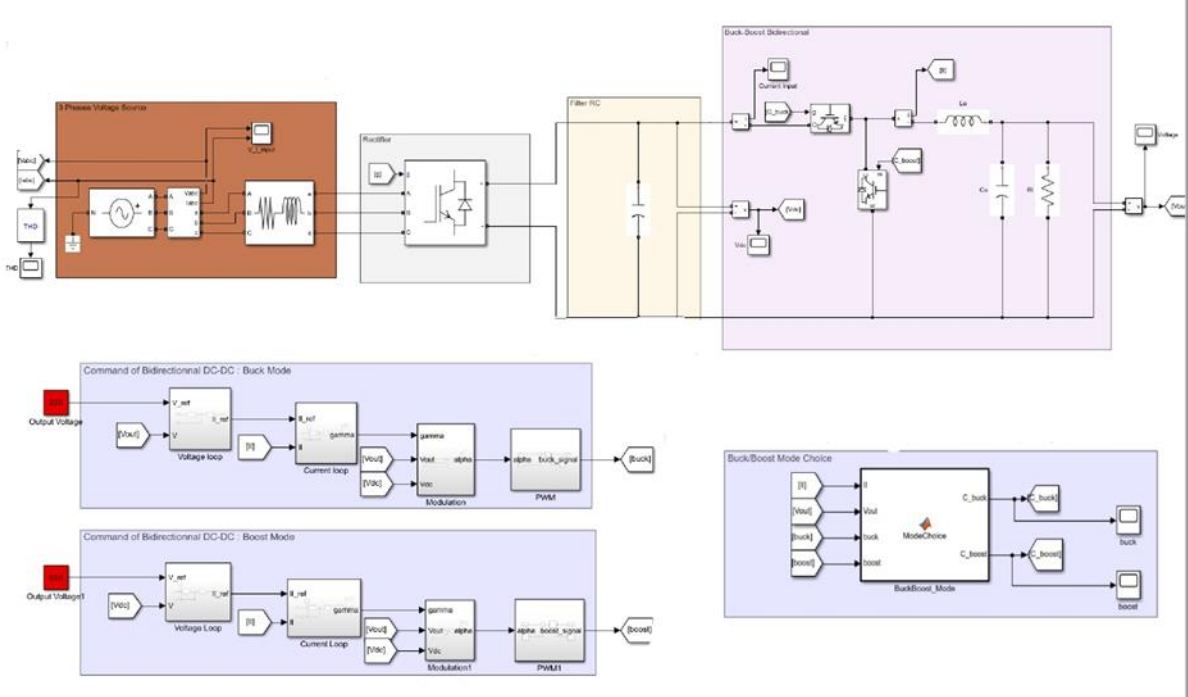 Buck-Boost Bidirectional
3 Phases Voltage Source
Filter RC
Rectifier
Current Input
[Il]
[C_buck]
Lo
[C_boost]
Voltage
[Vabc]
[Iabc]
Vabc
Iabc
N
A
B
C
A
B
C
a
b
c
A
B
C
THD
THD
A
B
C
[Vdc]
Vdc
Co
Rl
[Vout]
Command of Bidirectionnal DC-DC : Buck Mode
Output Voltage
[Vout]
V_ref
V
Il_ref
Voltage loop
[Il]
Il_ref
Il
gamma
Current loop
[Vout]
[Vdc]
gamma
Vout
Vdc
alpha
Modulation
alpha
buck_signal
PWM
[buck]
Buck/Boost Mode Choice
[Il]
[Vout]
[buck]
[boost]
Il
Vout
buck
boost
ModeChoice
C_buck
C_boost
BuckBoost_Mode
[C_buck]
[C_boost]
buck
boost
Command of Bidirectionnal DC-DC : Boost Mode
Output Voltage1
[Vdc]
V_ref
V
Il_ref
Voltage Loop
[Il]
Il_ref
Il
gamma
Current Loop
[Vout]
[Vdc]
gamma
Vout
Vdc
alpha
Modulation1
alpha
boost_signal
PWM1
[boost]